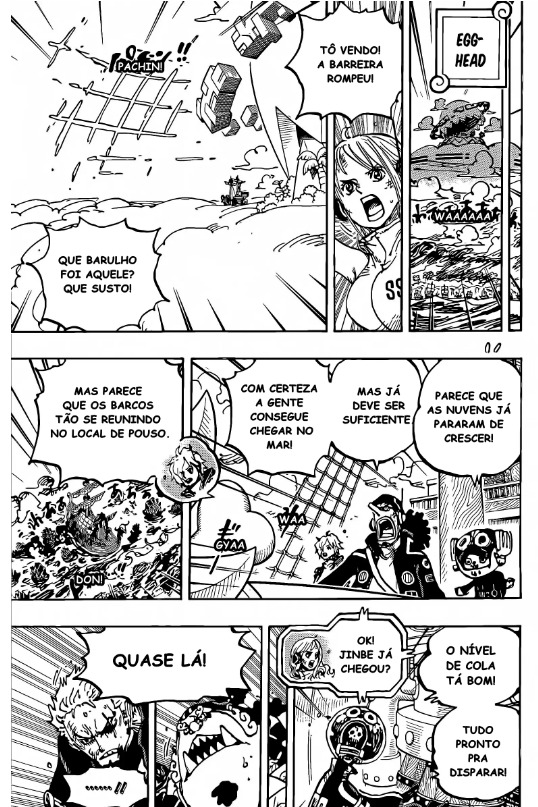 EGG-
HEAD
WAAAAAA
TÔ VENDO!
A BARREIRA
ROMPEU!
PACHIN!
SS
QUE BARULHO
FOI AQUELE?
QUE SUSTO!
PARECE QUE
AS NUVENS JÁ
PARARAM DE
CRESCER!
MAS JÁ
DEVE SER
SUFICIENTE
COM CERTEZA
A GENTE
CONSEGUE
CHEGAR NO
MAR!
WAA
GYAA
MAS PARECE
QUE OS BARCOS
TÃO SE REUNINDO
NO LOCAL DE POUSO.
DON!
O NÍVEL
DE COLA
TÁ BOM!
TUDO
PRONTO
PRA
DISPARAR!
OK!
JINBE JÁ
CHEGOU?
QUASE LÁ!
........ !!